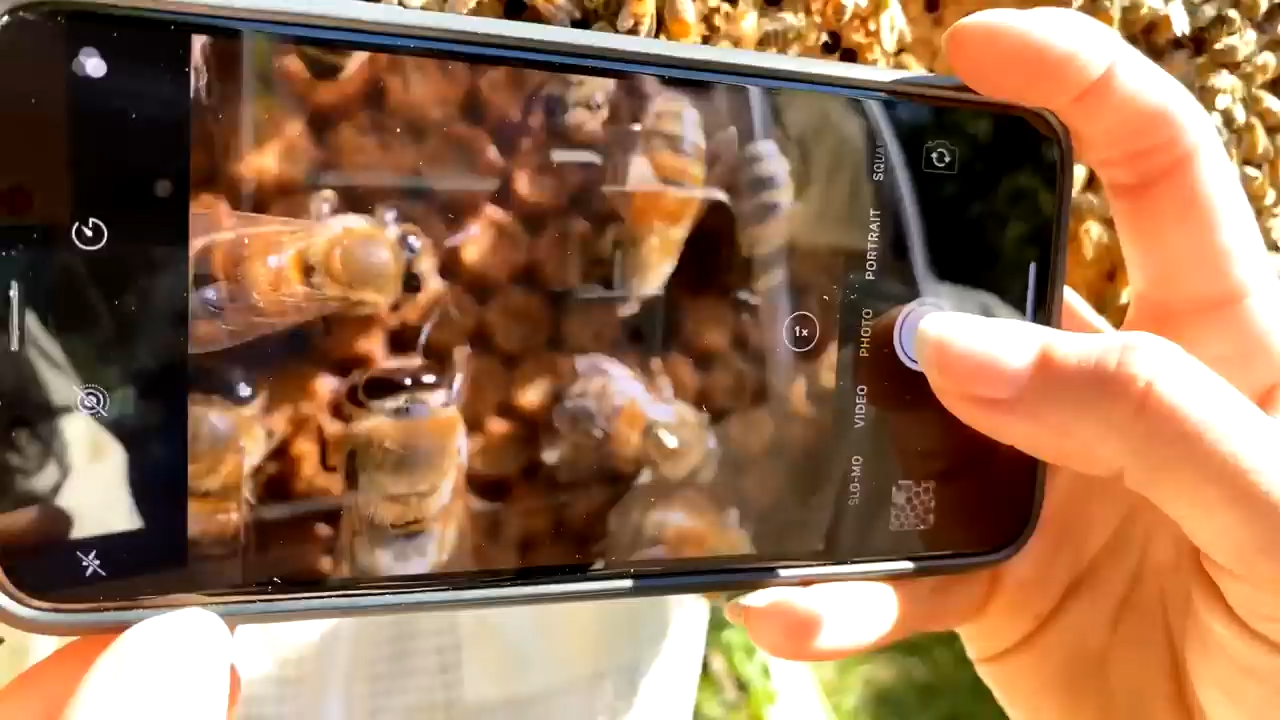 SQUA
PORTRAIT
PHOTO
VIDEO
SLO-MO
1x